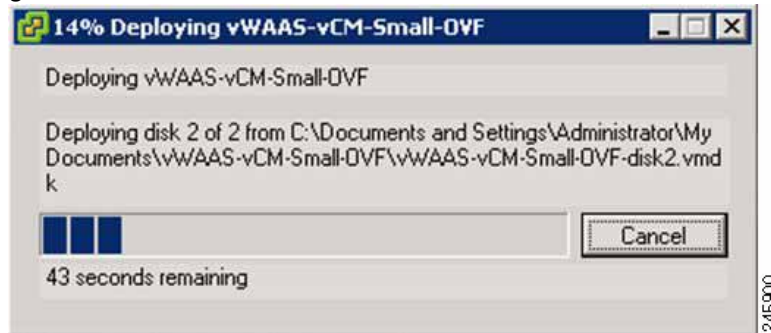 14% Deploying vWAAS-vCM-Small-OVF
Deploying vWAAS-vCM-Small-OVF
Deploying disk 2 of 2 from C:\Documents and Settings\Administrator\My
Documents\vWAAS-vCM-Small-OVF\vWAAS-vCM-Small-OVF-disk2.vmd
k
Cancel
43 seconds remaining
245900